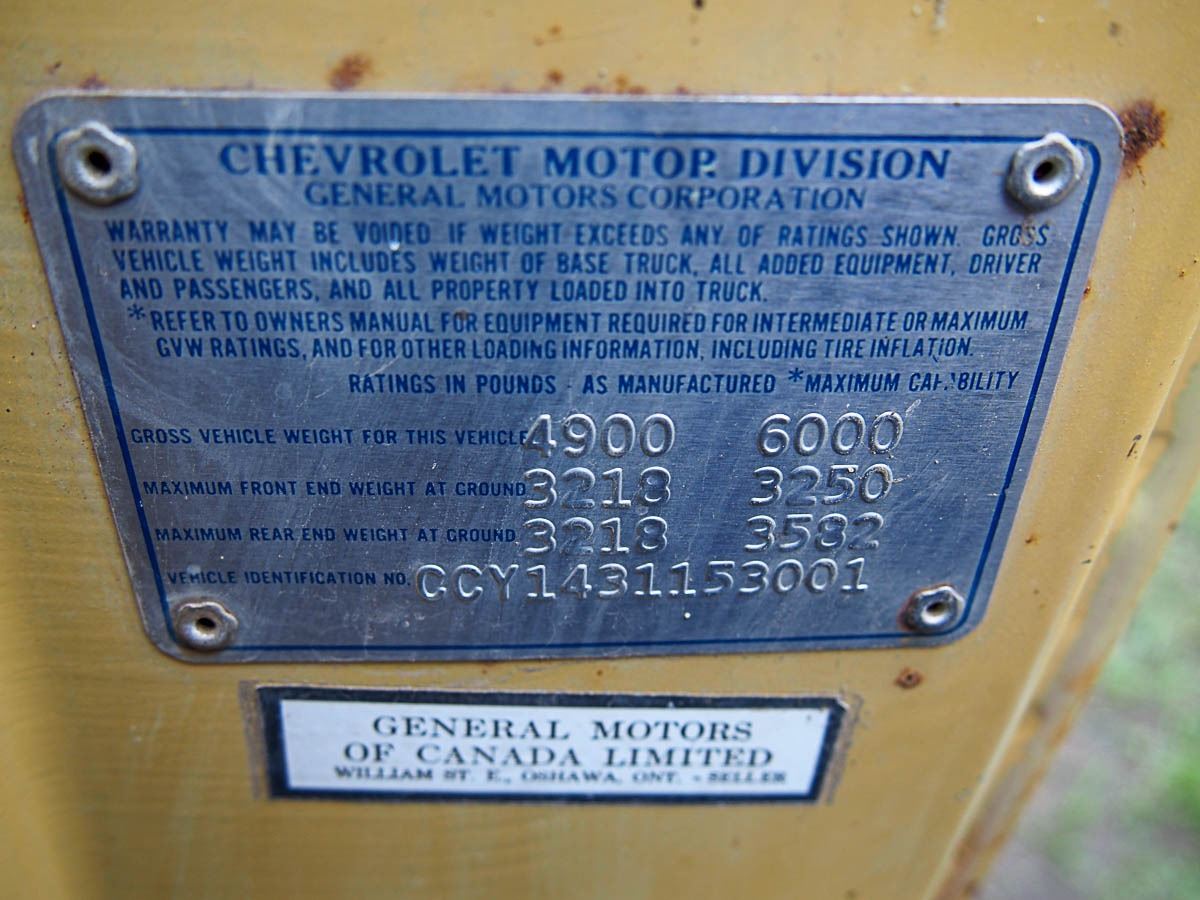 CHEVROLET MOTOR DIVISION
GENERAL MOTORS CORPORATION
WARRANTY MAY BE VOIDED IF WEIGHT EXCEEDS ANY OF RATINGS SHOWN. GROSS
VEHICLE WEIGHT INCLUDES WEIGHT OF BASE TRUCK, ALL ADDED EQUIPMENT, DRIVER
AND PASSENGERS, AND ALL PROPERTY LOADED INTO TRUCK.
*REFER TO OWNERS MANUAL FOR EQUIPMENT REQUIRED FOR INTERMEDIATE OR MAXIMUM
GVW RATINGS, AND FOR OTHER LOADING INFORMATION, INCLUDING TIRE INFLATION.
RATINGS IN POUNDS - AS MANUFACTURED *MAXIMUM CAPABILITY
GROSS VEHICLE WEIGHT FOR THIS VEHICLE 4900 6000
MAXIMUM FRONT END WEIGHT AT GROUND 3218 3250
MAXIMUM REAR END WEIGHT AT GROUND 3218 3582
VEHICLE IDENTIFICATION NO. CCY1431153001
GENERAL MOTORS
OF CANADA LIMITED
WILLIAM ST. E., OSHAWA, ONT. - SELLER